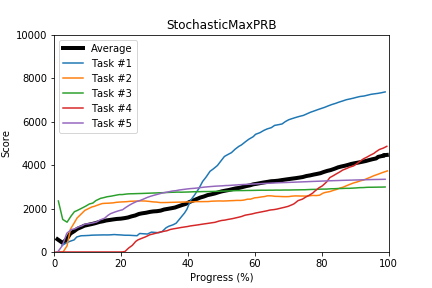 StochasticMaxPRB
10000
8000
6000
4000
2000
0
Score
Average
Task #1
Task #2
Task #3
Task #4
Task #5
0 20 40 60 80 100
Progress (%)